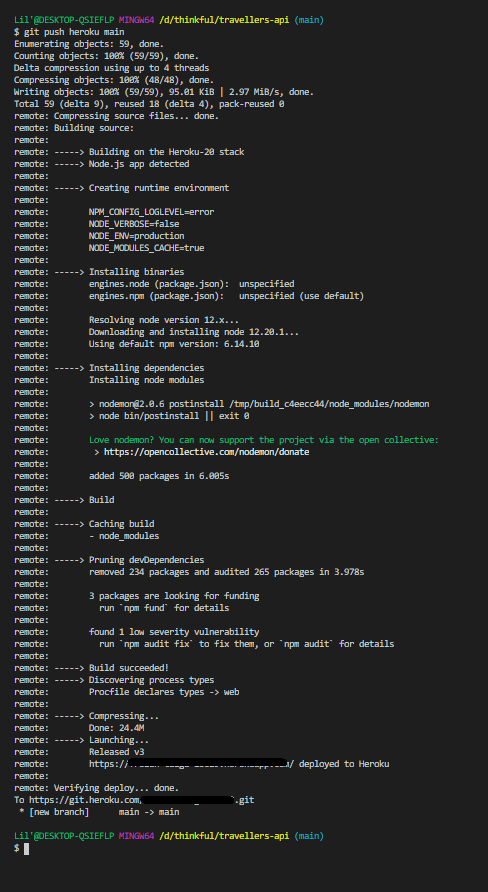 Lil'@DESKTOP-QSIEFLP MINGW64 /d/thinkful/travellers-api (main)
$ git push heroku main
Enumerating objects: 59, done.
Counting objects: 100% (59/59), done.
Delta compression using up to 4 threads
Compressing objects: 100% (48/48), done.
Writing objects: 100% (59/59), 95.01 KiB | 2.97 MiB/s, done.
Total 59 (delta 9), reused 18 (delta 4), pack-reused 0
remote: Compressing source files... done.
remote: Building source:
remote:
remote: -----> Building on the Heroku-20 stack
remote: -----> Node.js app detected
remote:
remote: -----> Creating runtime environment
remote:
remote:        NPM_CONFIG_LOGLEVEL=error
remote:        NODE_VERBOSE=false
remote:        NODE_ENV=production
remote:        NODE_MODULES_CACHE=true
remote:
remote: -----> Installing binaries
remote:        engines.node (package.json):  unspecified
remote:        engines.npm (package.json):   unspecified (use default)
remote:
remote:        Resolving node version 12.x...
remote:        Downloading and installing node 12.20.1...
remote:        Using default npm version: 6.14.10
remote:
remote: -----> Installing dependencies
remote:        Installing node modules
remote:
remote:        > nodemon@2.0.6 postinstall /tmp/build_c4eecc44/node_modules/nodemon
remote:        > node bin/postinstall || exit 0
remote:
remote:        Love nodemon? You can now support the project via the open collective:
remote:         > https://opencollective.com/nodemon/donate
remote:
remote:        added 500 packages in 6.005s
remote:
remote: -----> Build
remote:
remote: -----> Caching build
remote:        - node_modules
remote:
remote: -----> Pruning devDependencies
remote:        removed 234 packages and audited 265 packages in 3.978s
remote:
remote:        3 packages are looking for funding
remote:          run `npm fund` for details
remote:
remote:        found 1 low severity vulnerability
remote:          run `npm audit fix` to fix them, or `npm audit` for details
remote:
remote: -----> Build succeeded!
remote: -----> Discovering process types
remote:        Procfile declares types -> web
remote:
remote: -----> Compressing...
remote:        Done: 24.4M
remote: -----> Launching...
remote:        Released v3
remote:        https:/ / deployed to Heroku
remote:
remote: Verifying deploy... done.
To https://git.heroku.com .git
 * [new branch]      main -> main
Lil'@DESKTOP-QSIEFLP MINGW64 /d/thinkful/travellers-api (main)
$